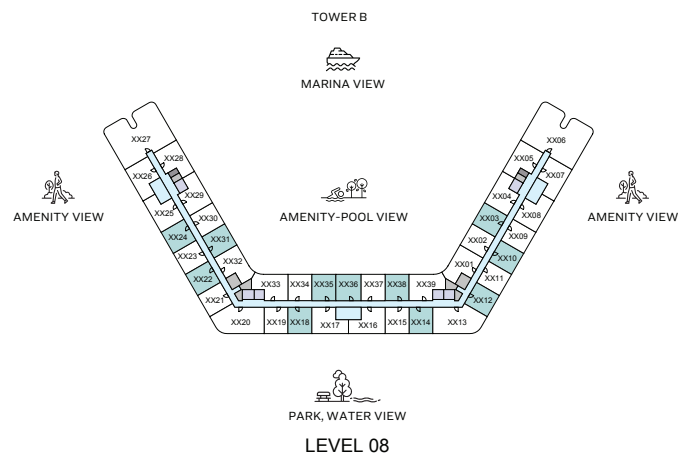 TOWER B
MARINA VIEW
XX27
XX06
XX28
XX05
XX26
XX07
AMENITY VIEW
XX29
XX04
AMENITY-POOL VIEW
AMENITY VIEW
XX25
XX30
XX03
XX08
XX24
XX31
XX02
XX09
XX23
XX32
XX01
XX10
XX22
XX11
XX21
XX33
XX34
XX35
XX36
XX37
XX38
XX39
XX12
XX20
XX19
XX18
XX17
XX16
XX15
XX14
XX13
PARK, WATER VIEW
LEVEL 08